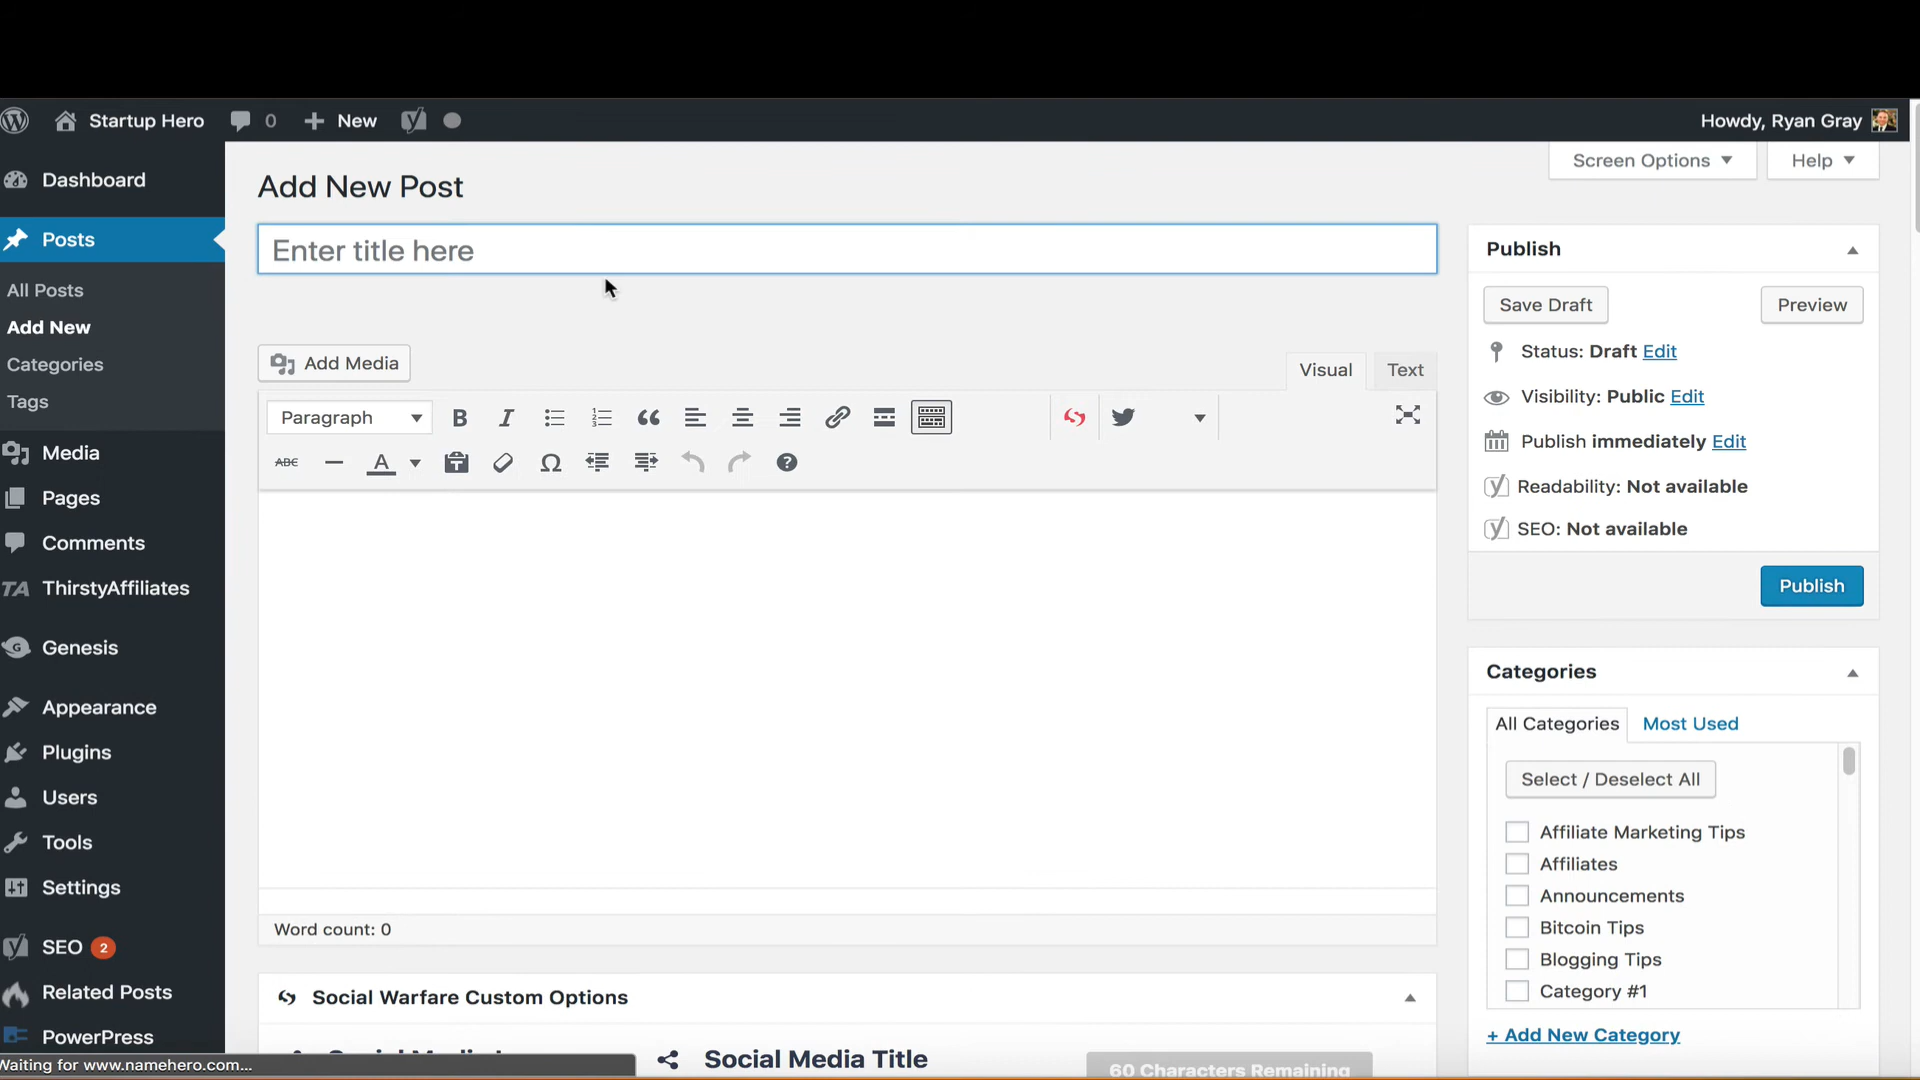 Startup Hero 0 New
Howdy, Ryan Gray
Screen Options
Help
Dashboard
Posts
All Posts
Add New
Categories
Tags
Media
Pages
Comments
TA ThirstyAffiliates
Genesis
Appearance
Plugins
Users
Tools
Settings
SEO 2
Related Posts
PowerPress
Waiting for www.namehero.com...
Add New Post
Enter title here
Add Media
Visual
Text
Paragraph
B I
ABC A Ω
Word count: 0
Social Warfare Custom Options
Social Media Title
60 Characters Remaining
Publish
Save Draft
Preview
Status: Draft Edit
Visibility: Public Edit
Publish immediately Edit
Readability: Not available
SEO: Not available
Publish
Categories
All Categories
Most Used
Select / Deselect All
Affiliate Marketing Tips
Affiliates
Announcements
Bitcoin Tips
Blogging Tips
Category #1
+ Add New Category